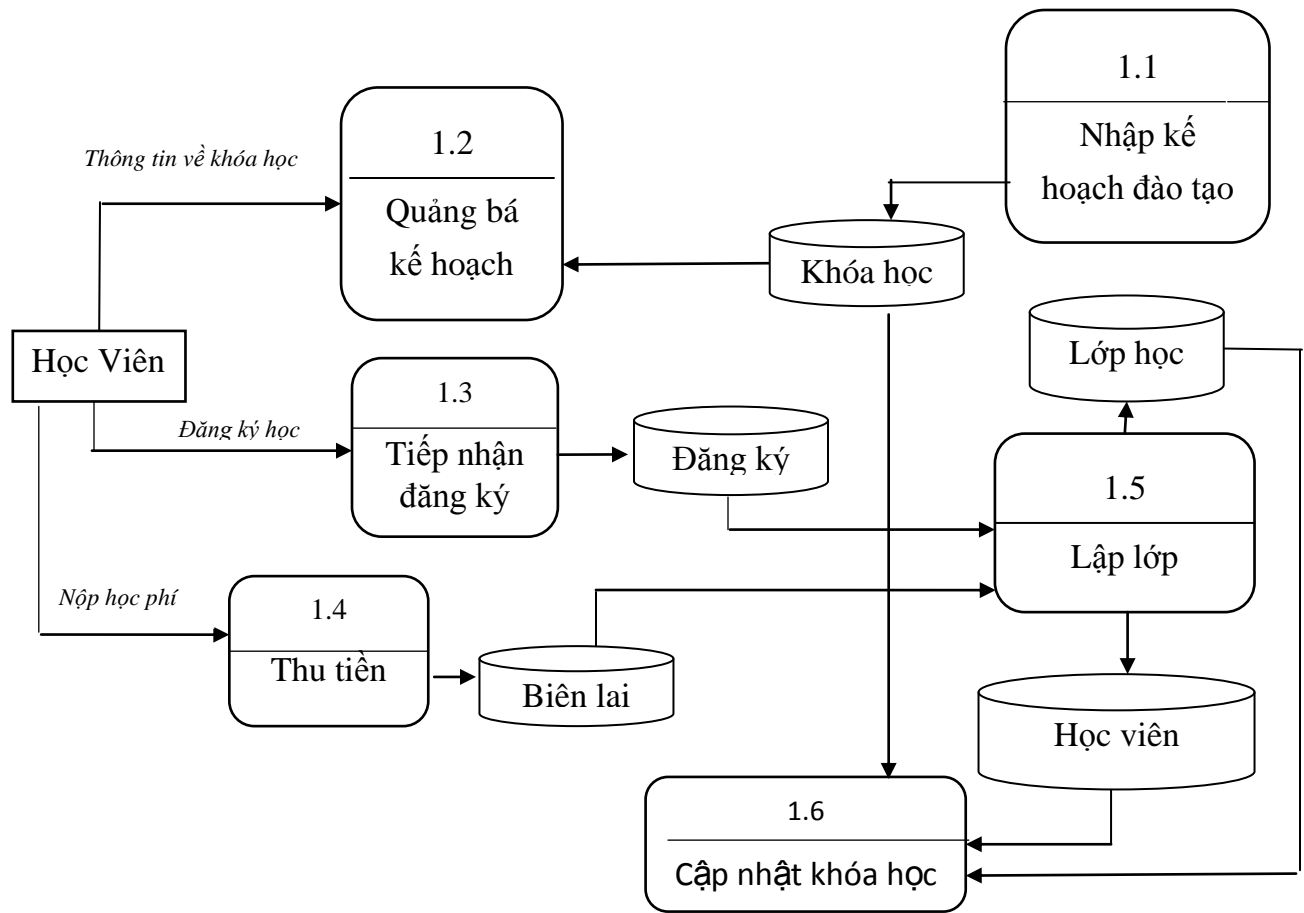 1.1
Nhập kế
hoạch đào tạo
1.2
Quảng bá
kế hoạch
Thông tin về khóa học
Khóa học
Học Viên
Lớp học
1.3
Tiếp nhận
đăng ký
Đăng ký học
Đăng ký
1.5
Lập lớp
Nộp học phí
1.4
Thu tiền
Biên lai
Học viên
1.6
Cập nhật khóa học